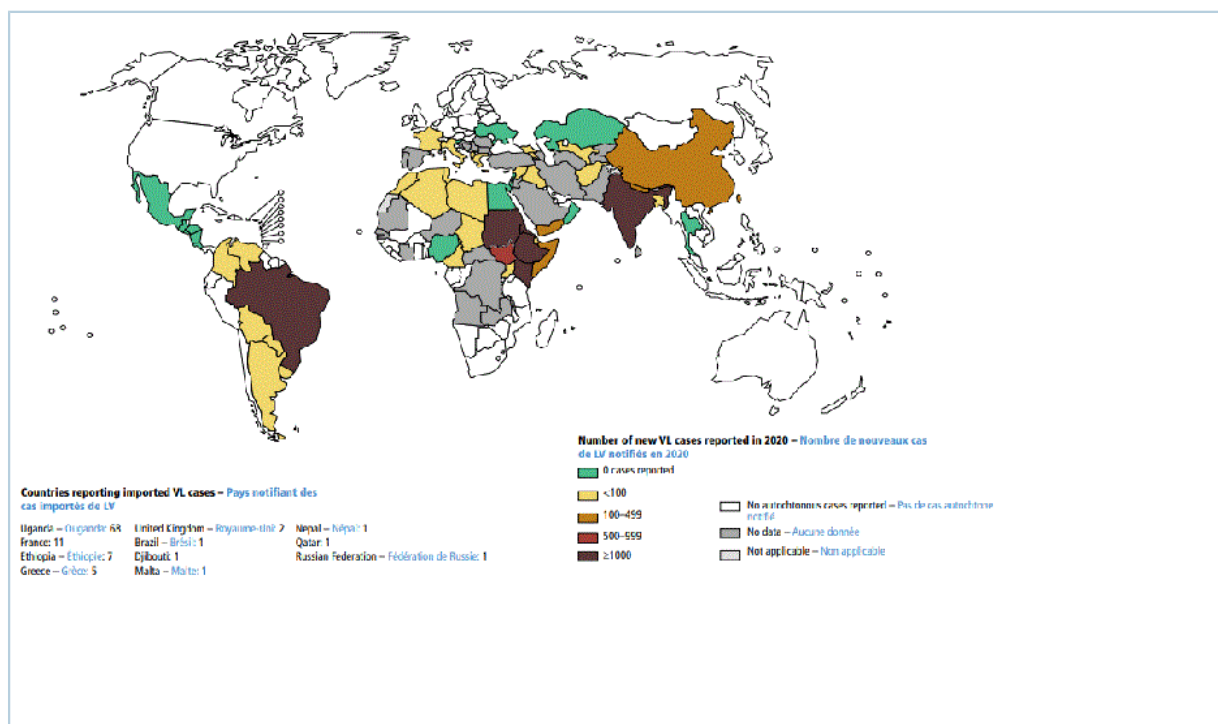 Number of new VL cases reported in 2020 – Nombre de nouveaux cas
de LV notifiés en 2020
0 cases reported
<100
100–499
500–999
≥1000
No autochtonous cases reported – Pas de cas autochtone
notifié
No data – Aucune donnée
Not applicable – Non applicable
Countries reporting imported VL cases – Pays notifiant des
cas importés de LV
Uganda – Ouganda: 68
France: 11
Ethiopia – Éthiopie: 7
Greece – Grèce: 5
United Kingdom – Royaume-Uni: 2
Brazil – Brésil: 1
Djibouti: 1
Malta – Malte: 1
Nepal – Népal: 1
Qatar: 1
Russian Federation – Fédération de Russie: 1